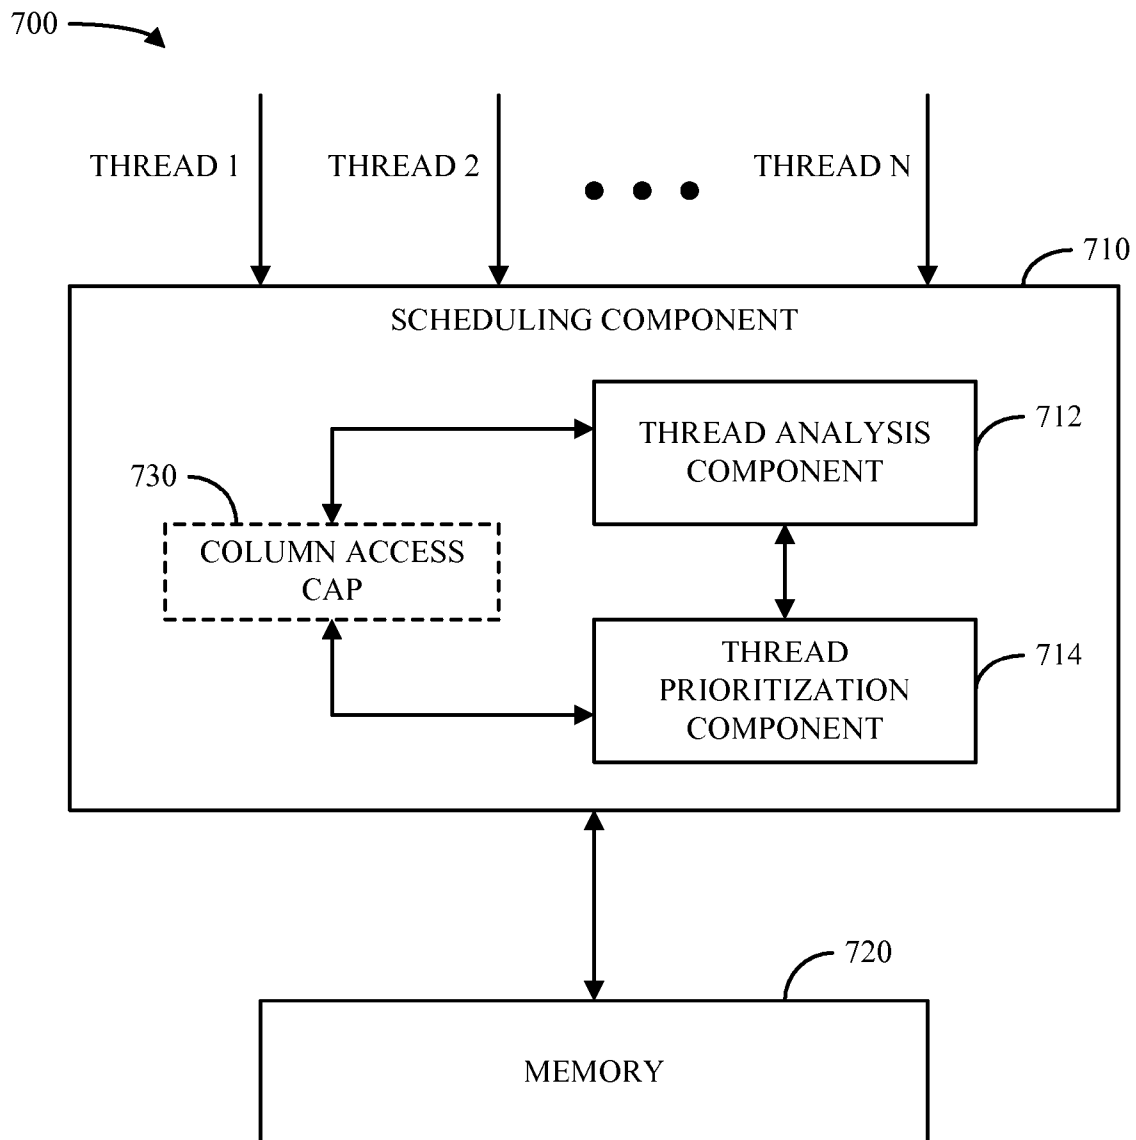 700
THREAD 1
THREAD 2
THREAD N
710
SCHEDULING COMPONENT
712
THREAD ANALYSIS
COMPONENT
730
COLUMN ACCESS
CAP
714
THREAD
PRIORITIZATION
COMPONENT
720
MEMORY